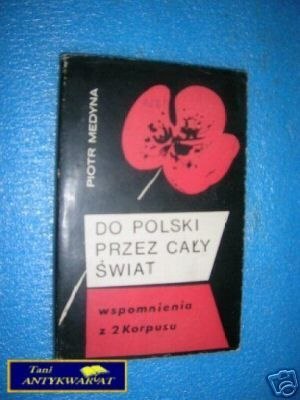 PIOTR MEDYNA
DO POLSKI
PRZEZ CAŁY
ŚWIAT
wspomnienia
z 2 Korpusu
Tani
ANTYKWARYAT